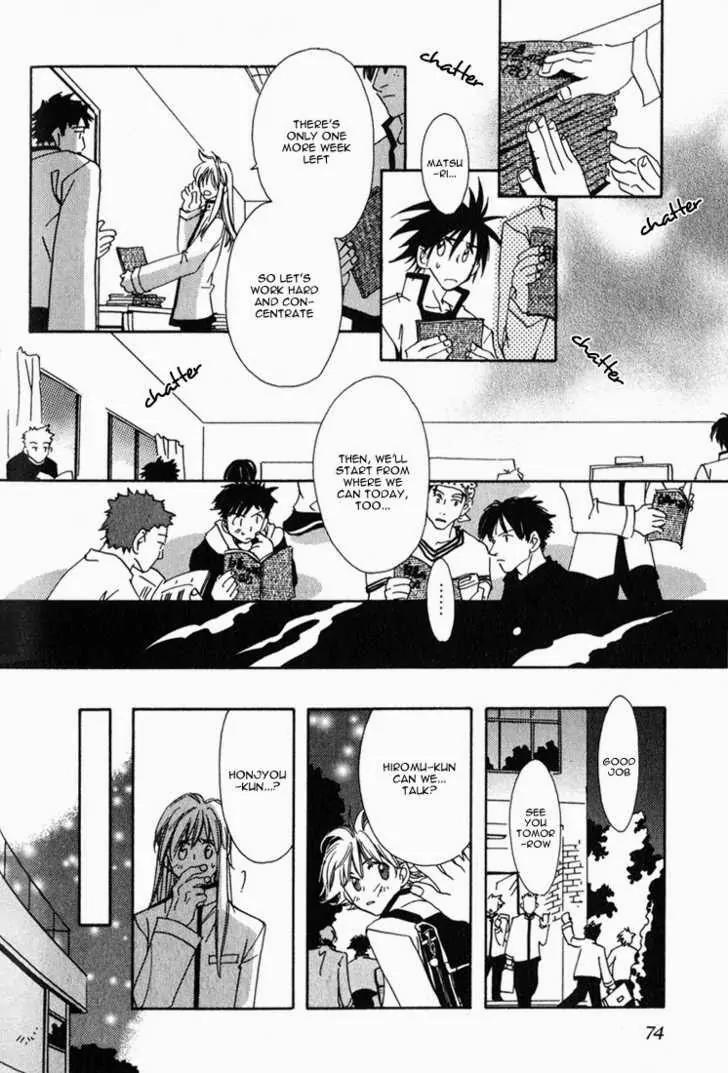 chatter
MATSU
-RI...
chatter
THERE'S
ONLY ONE
MORE WEEK
LEFT
SO LET'S
WORK HARD
AND CON-
CENTRATE
chatter
chatter
THEN, WE'LL
START FROM
WHERE WE
CAN TODAY,
TOO...
......
GOOD
JOB
SEE
YOU
TOMOR
-ROW
HIROMU-KUN
CAN WE...
TALK?
HONJYOU
-KUN...?
?
74